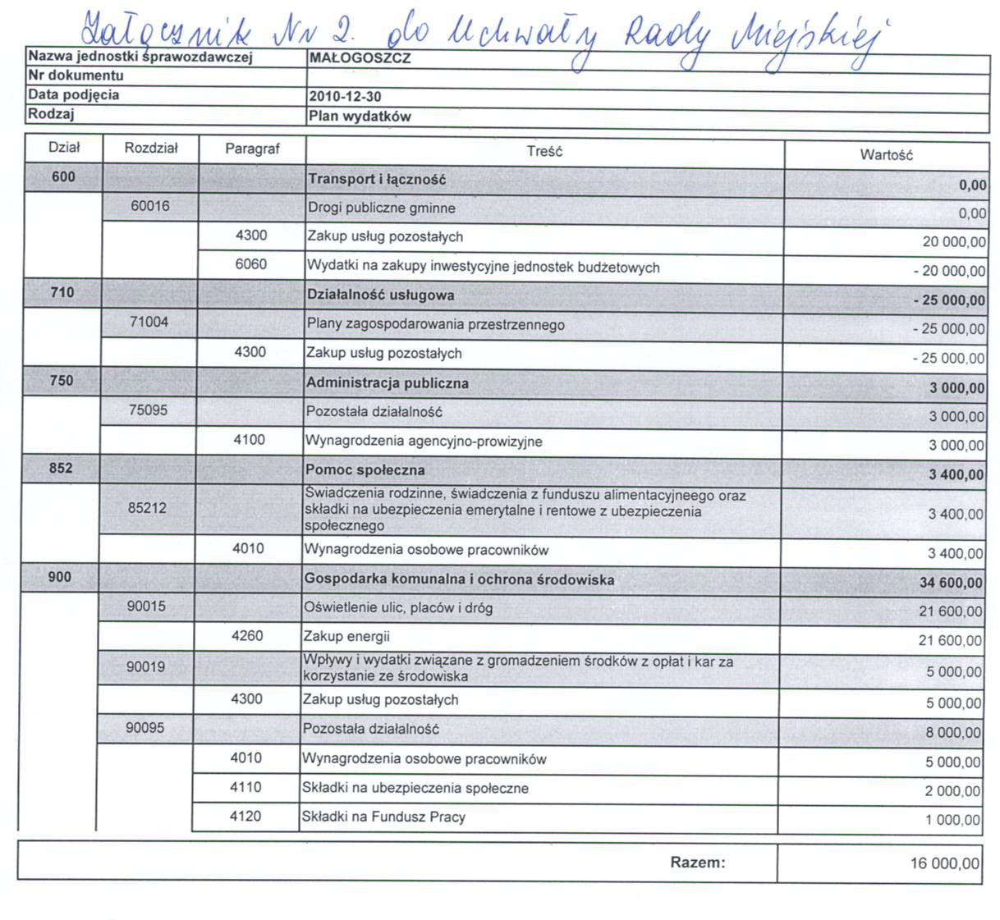 Załącznik Nr 2. do Uchwały Rady Miejskiej
Nazwa jednostki sprawozdawczej MAŁOGOSZCZ
Nr dokumentu
Data podjęcia 2010-12-30
Rodzaj Plan wydatków
Dział Rozdział Paragraf Treść Wartość
600 Transport i łączność 0,00
60016 Drogi publiczne gminne 0,00
4300 Zakup usług pozostałych 20 000,00
6060 Wydatki na zakupy inwestycyjne jednostek budżetowych - 20 000,00
710 Działalność usługowa - 25 000,00
71004 Plany zagospodarowania przestrzennego - 25 000,00
4300 Zakup usług pozostałych - 25 000,00
750 Administracja publiczna 3 000,00
75095 Pozostała działalność 3 000,00
4100 Wynagrodzenia agencyjno-prowizyjne 3 000,00
852 Pomoc społeczna 3 400,00
Świadczenia rodzinne, świadczenia z funduszu alimentacyjneego oraz
85212 składki na ubezpieczenia emerytalne i rentowe z ubezpieczenia 3 400,00
społecznego
4010 Wynagrodzenia osobowe pracowników 3 400,00
900 Gospodarka komunalna i ochrona środowiska 34 600,00
90015 Oświetlenie ulic, placów i dróg 21 600,00
4260 Zakup energii 21 600,00
90019 Wpływy i wydatki związane z gromadzeniem środków z opłat i kar za 5 000,00
korzystanie ze środowiska
4300 Zakup usług pozostałych 5 000,00
90095 Pozostała działalność 8 000,00
4010 Wynagrodzenia osobowe pracowników 5 000,00
4110 Składki na ubezpieczenia społeczne 2 000,00
4120 Składki na Fundusz Pracy 1 000,00
Razem: 16 000,00